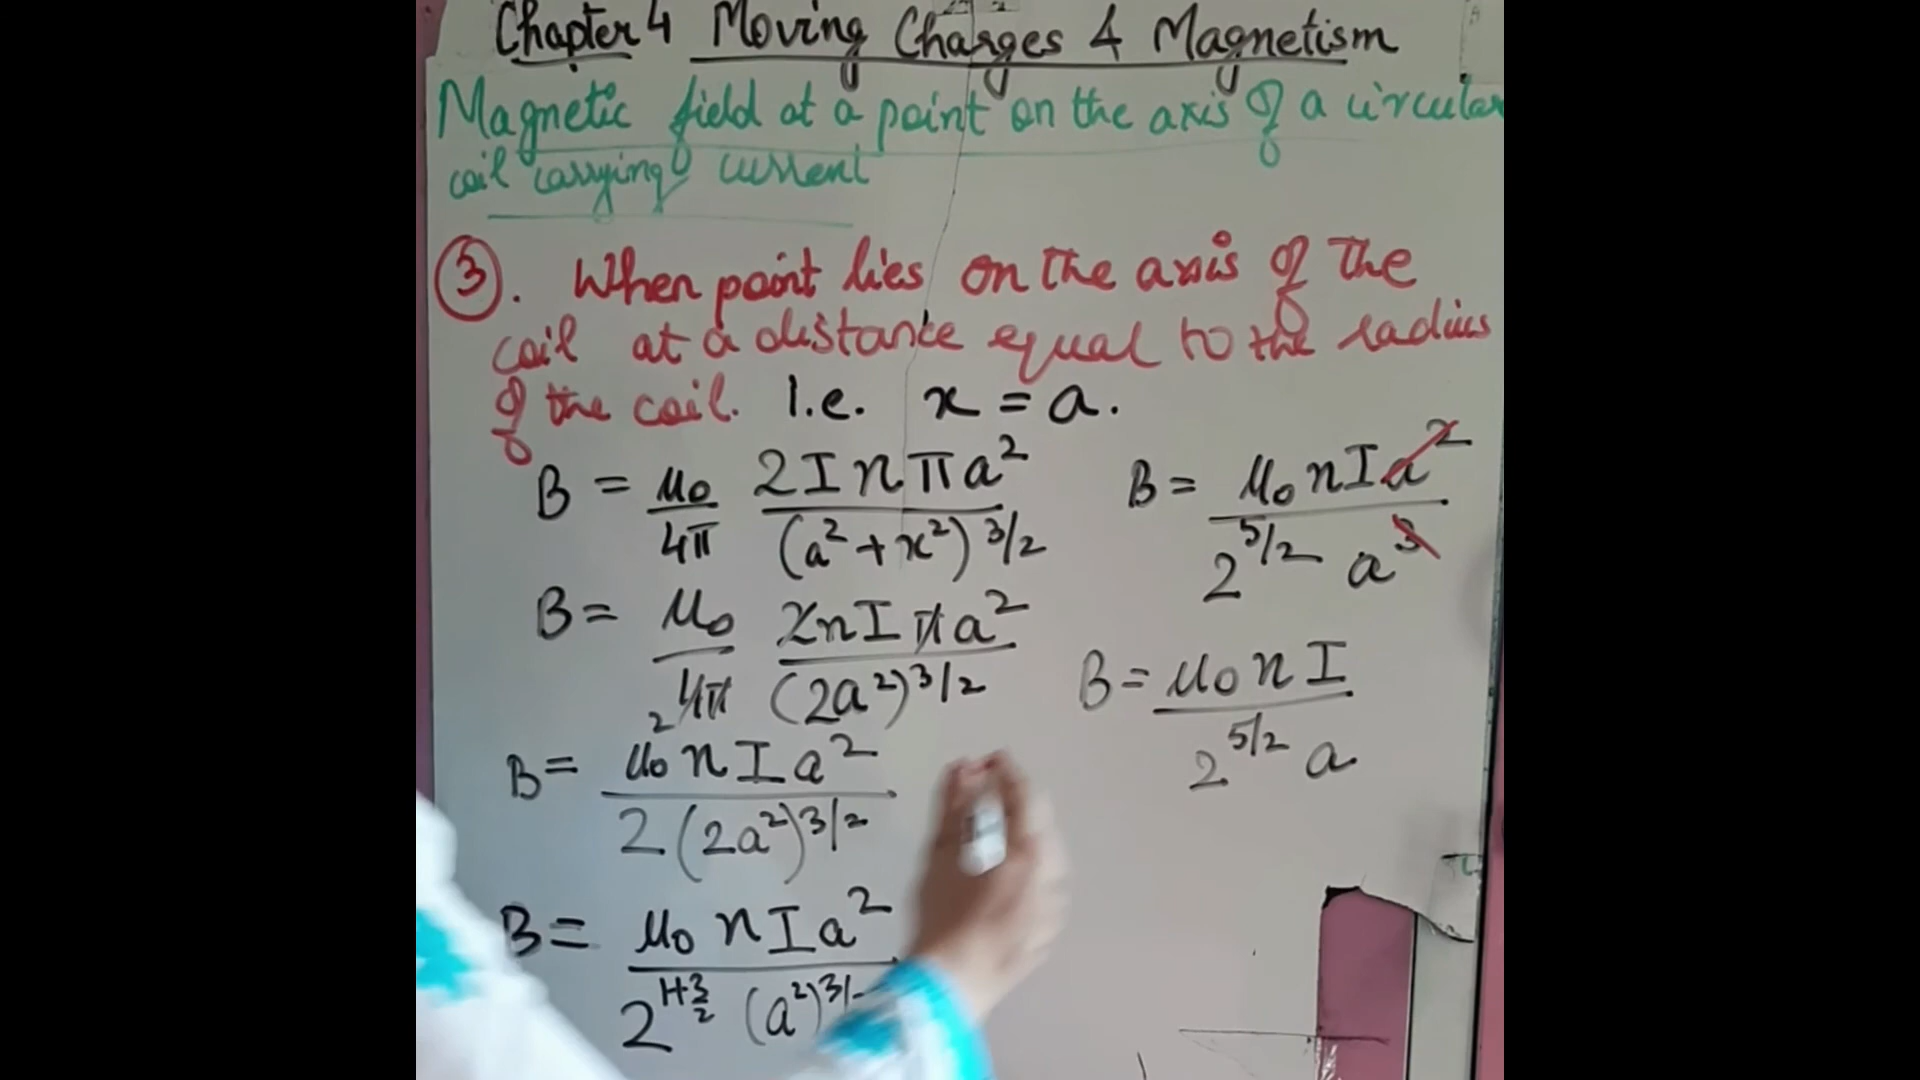 Chapter 4 Moving Charges & Magnetism
Magnetic field at a point on the axis of a circular
coil carrying current
③. When point lies on the axis of the
coil at a distance equal to the radius
of the coil. I.e. x = a.
B = μ₀/4π 2Inπa²/(a²+x²)^3/2
B = μ₀/4π 2nIπa²/(2a²)^3/2
2
B = μ₀nIa²/2(2a²)^3/2
B = μ₀nIa²/2^1+3/2 (a²)^3/
B = μ₀nIa²/2^5/2 a³
B = μ₀nI/2^5/2 a